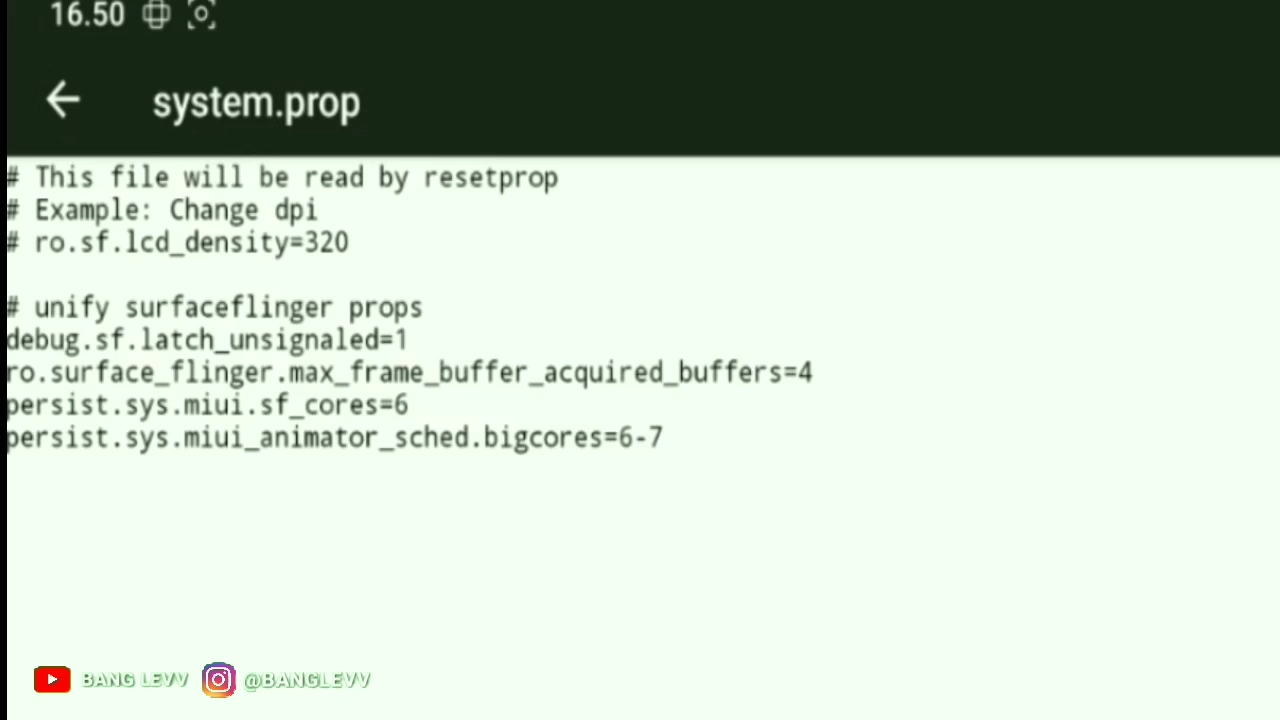 16.50
system.prop
# This file will be read by resetprop
# Example: Change dpi
# ro.sf.lcd_density=320
# unify surfaceflinger props
debug.sf.latch_unsignaled=1
ro.surface_flinger.max_frame_buffer_acquired_buffers=4
persist.sys.miui.sf_cores=6
persist.sys.miui_animator_sched.bigcores=6-7
BANG LEVV @BANGLEVV